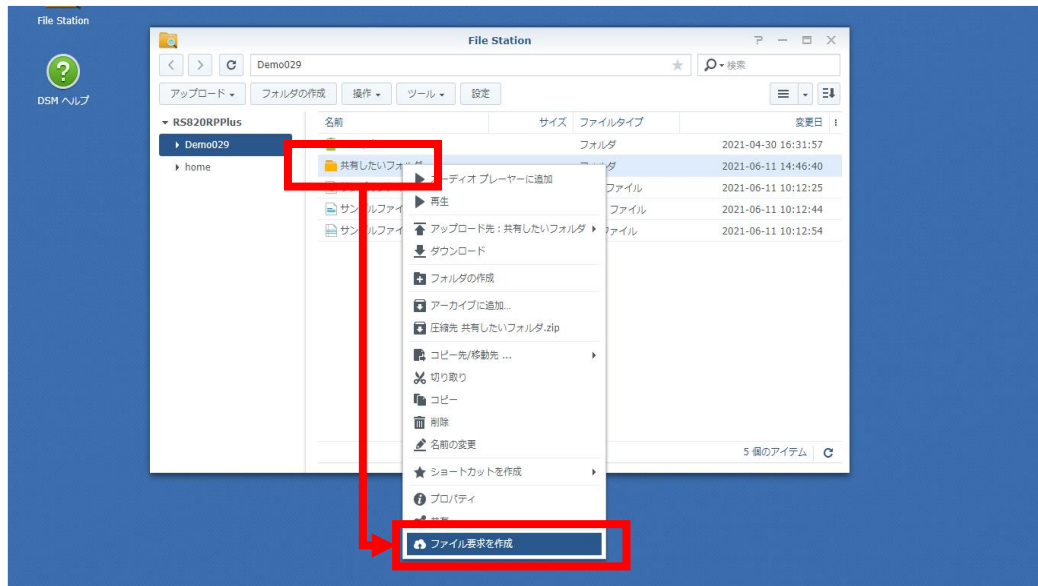 File Station
DSM ヘルプ
File Station
Demo029
検索
アップロード
フォルダの作成
操作
ツール
設定
RS820RPPlus
Demo029
home
名前 サイズ ファイルタイプ 変更日
フォルダ 2021-04-30 16:31:57
共有したいフォルダ 2021-06-11 14:46:40
ファイル 2021-06-11 10:12:25
ファイル 2021-06-11 10:12:44
ファイル 2021-06-11 10:12:54
オーディオ プレーヤーに追加
再生
アップロード先：共有したいフォルダ
ダウンロード
フォルダの作成
アーカイブに追加...
圧縮先 共有したいフォルダ.zip
コピー先/移動先 ...
切り取り
コピー
削除
名前の変更
ショートカットを作成
プロパティ
共有
ファイル要求を作成
5 個のアイテム